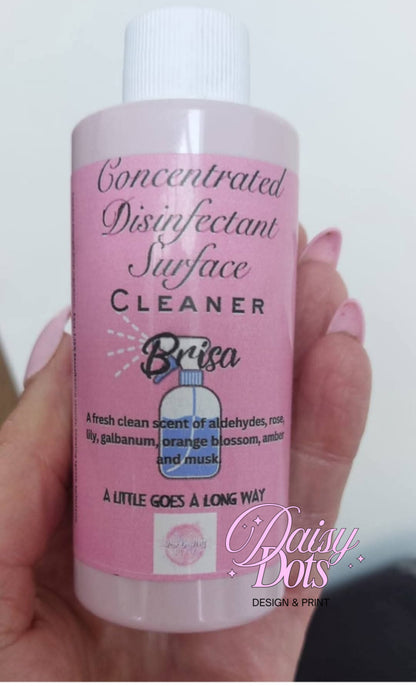 Concentrated
Disinfectant
Surface
CLEANER
Brisa
A fresh clean scent of aldehydes, rose,
lily, galbanum, orange blossom, amber
and musk.
A LITTLE GOES A LONG WAY
Daisy
Dots
DESIGN & PRINT